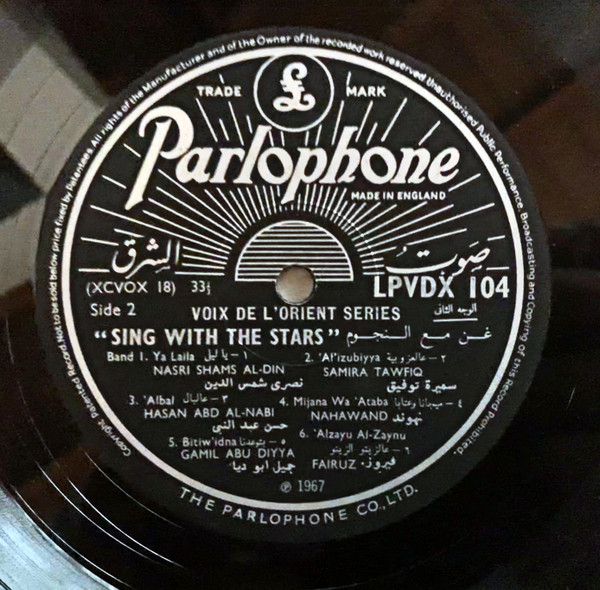 Copyright Patented Record. Not to be sold below price fixed by Patentees. All rights of the Manufacturer and of the Owner of the recorded work reserved. Unauthorised Public Performance, Broadcasting and Copying of this Record Prohibited.
£
TRADE MARK
Parlophone
MADE IN ENGLAND
صوت الشرق
(XCVOX 18) 33⅓ LPVDX 104
Side 2 VOIX DE L'ORIENT SERIES الوجه الثانى
"SING WITH THE STARS" غن مع النجوم
Band 1. Ya Laila ١ - يا ليل 2. 'Al'izubiyya ٢ - عالعزوبية
NASRI SHAMS AL-DIN SAMIRA TAWFIQ
نصرى شمس الدين سميرة توفيق
3. 'Albal ٣ - عالبال 4. Mijana Wa 'Ataba ٤ - ميجانا وعتابا
HASAN ABD AL-NABI NAHAWAND نهوند
حسن عبد النبي
5. Bitiw'idna ٥ - بتوعدنا 6. 'Alzayu Al-Zaynu ٦ - عالزينو الزينو
GAMIL ABU DIYYA جميل ابو ديا FAIRUZ فيروز
℗ 1967
THE PARLOPHONE CO., LTD.